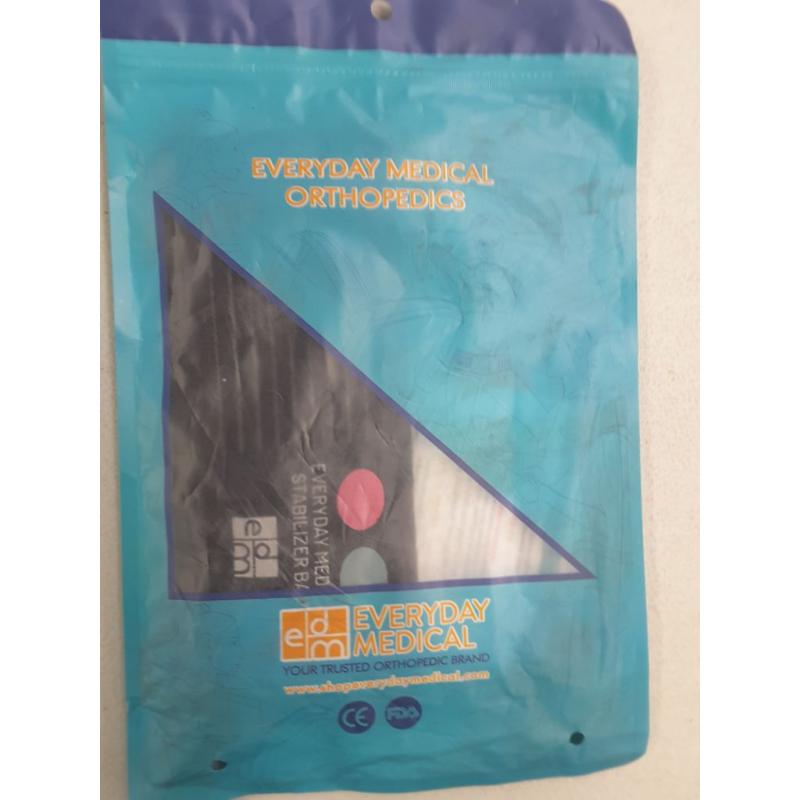 EVERYDAY MEDICAL
ORTHOPEDICS
EVERYDAY MED
STABILIZER BA
edm
edm
EVERYDAY
MEDICAL
YOUR TRUSTED ORTHOPEDIC BRAND
www.shopeverydaymedical.com
CE
FDA